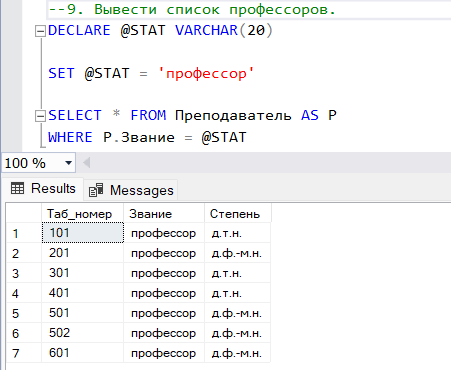 --9. Вывести список профессоров.
DECLARE @STAT VARCHAR(20)
SET @STAT = 'профессор'
SELECT * FROM Преподаватель AS P
WHERE P.Звание = @STAT
100 %
Results Messages
Таб_номер Звание Степень
1 101 профессор д.т.н.
2 201 профессор д.ф.-м.н.
3 301 профессор д.т.н.
4 401 профессор д.т.н.
5 501 профессор д.ф.-м.н.
6 502 профессор д.ф.-м.н.
7 601 профессор д.ф.-м.н.